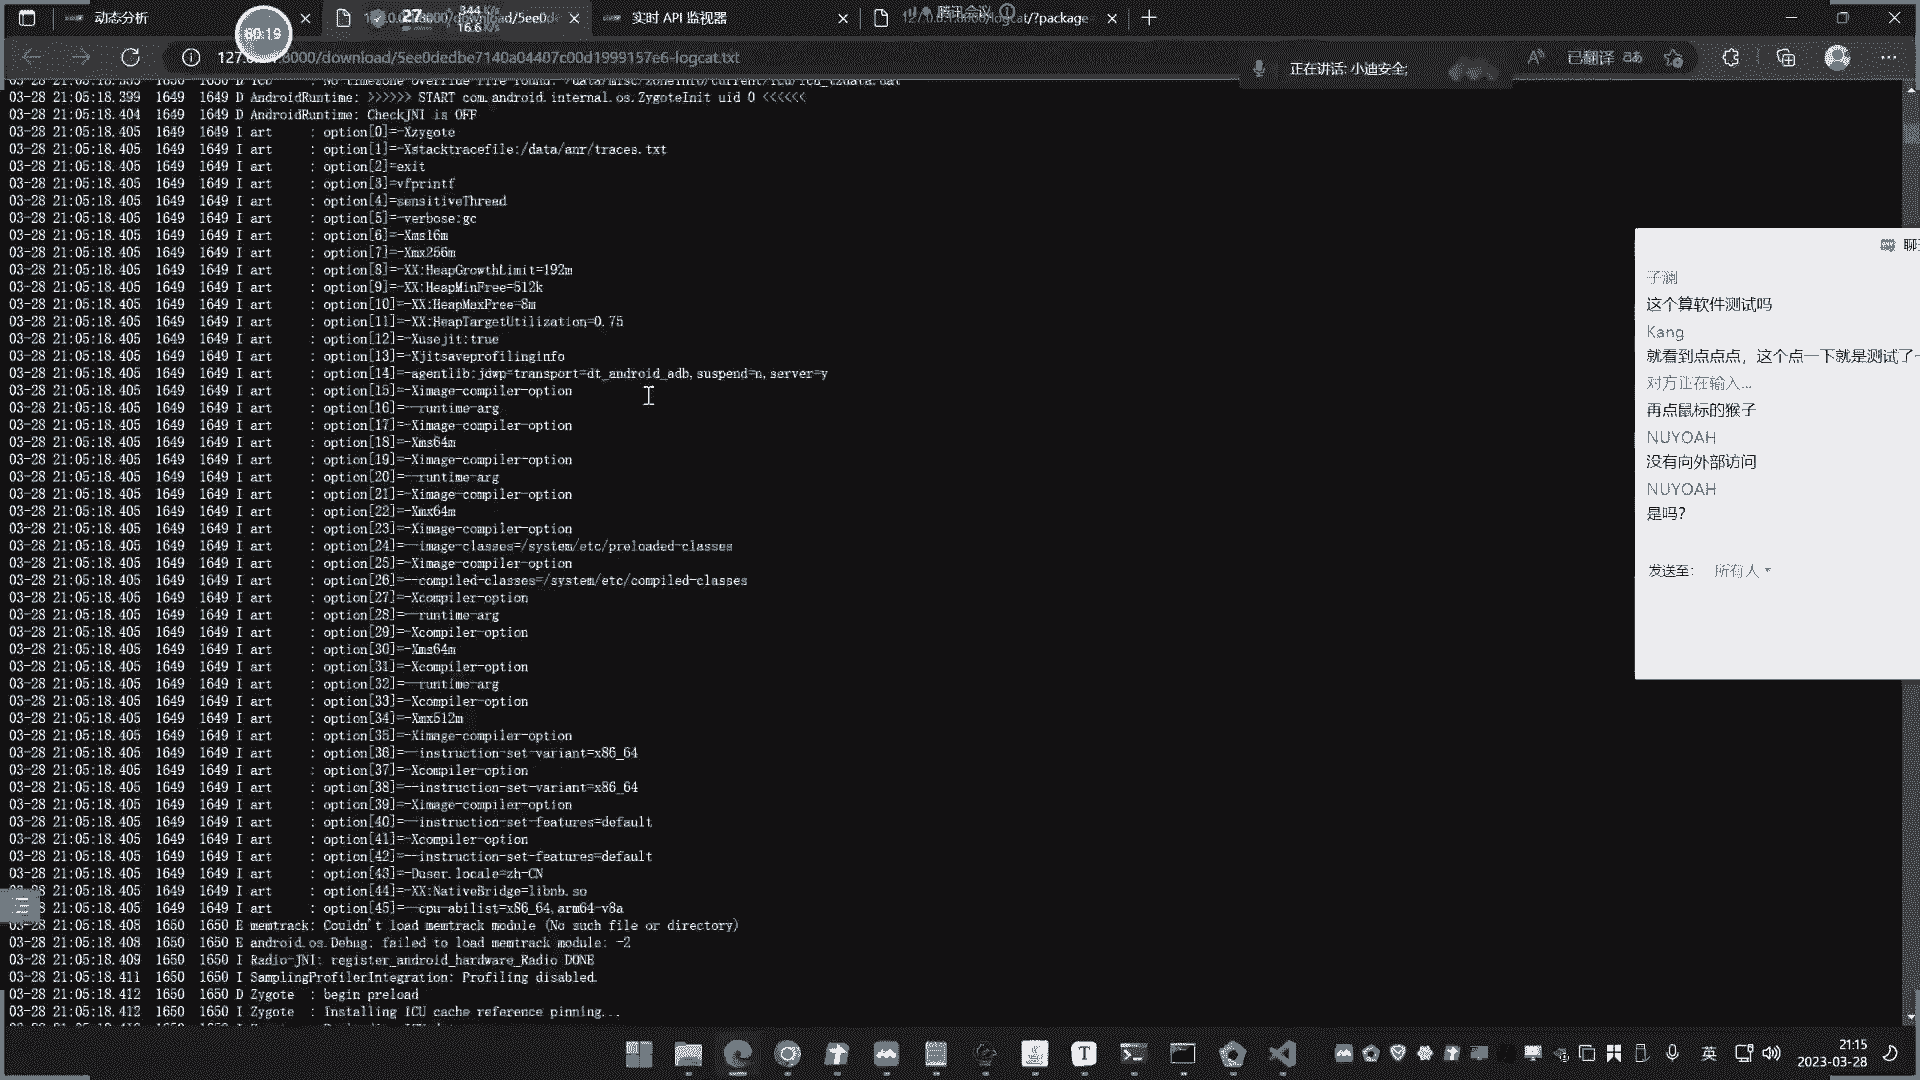 动态分析
实时 API 监视器
腾讯会议
60:19
127.0.0.1:8000/download/5ee0dedbe7140a04407c00d1999157e6-logcat.txt
已翻译
正在讲话: 小迪安全;
03-28 21:05:18.399 1649 1649 D AndroidRuntime: >>>>>> START com.android.internal.os.ZygoteInit uid 0 <<<<<<
03-28 21:05:18.404 1649 1649 D AndroidRuntime: CheckJNI is OFF
03-28 21:05:18.405 1649 1649 I art : option[0]=-Xzygote
03-28 21:05:18.405 1649 1649 I art : option[1]=-Xstacktracefile:/data/anr/traces.txt
03-28 21:05:18.405 1649 1649 I art : option[2]=exit
03-28 21:05:18.405 1649 1649 I art : option[3]=vfprintf
03-28 21:05:18.405 1649 1649 I art : option[4]=sensitiveThread
03-28 21:05:18.405 1649 1649 I art : option[5]=-verbose:gc
03-28 21:05:18.405 1649 1649 I art : option[6]=-Xms16m
03-28 21:05:18.405 1649 1649 I art : option[7]=-Xmx256m
03-28 21:05:18.405 1649 1649 I art : option[8]=-XX:HeapGrowthLimit=192m
03-28 21:05:18.405 1649 1649 I art : option[9]=-XX:HeapMinFree=512k
03-28 21:05:18.405 1649 1649 I art : option[10]=-XX:HeapMaxFree=8m
03-28 21:05:18.405 1649 1649 I art : option[11]=-XX:HeapTargetUtilization=0.75
03-28 21:05:18.405 1649 1649 I art : option[12]=-Xusejit:true
03-28 21:05:18.405 1649 1649 I art : option[13]=-Xjitsaveprofilinginfo
03-28 21:05:18.405 1649 1649 I art : option[14]=-agentlib:jdwp=transport=dt_android_adb,suspend=n,server=y
03-28 21:05:18.405 1649 1649 I art : option[15]=-Ximage-compiler-option
03-28 21:05:18.405 1649 1649 I art : option[16]=--runtime-arg
03-28 21:05:18.405 1649 1649 I art : option[17]=-Ximage-compiler-option
03-28 21:05:18.405 1649 1649 I art : option[18]=-Xms64m
03-28 21:05:18.405 1649 1649 I art : option[19]=-Ximage-compiler-option
03-28 21:05:18.405 1649 1649 I art : option[20]=--runtime-arg
03-28 21:05:18.405 1649 1649 I art : option[21]=-Ximage-compiler-option
03-28 21:05:18.405 1649 1649 I art : option[22]=-Xmx64m
03-28 21:05:18.405 1649 1649 I art : option[23]=-Ximage-compiler-option
03-28 21:05:18.405 1649 1649 I art : option[24]=--image-classes=/system/etc/preloaded-classes
03-28 21:05:18.405 1649 1649 I art : option[25]=-Ximage-compiler-option
03-28 21:05:18.405 1649 1649 I art : option[26]=--compiled-classes=/system/etc/compiled-classes
03-28 21:05:18.405 1649 1649 I art : option[27]=-Xcompiler-option
03-28 21:05:18.405 1649 1649 I art : option[28]=--runtime-arg
03-28 21:05:18.405 1649 1649 I art : option[29]=-Xcompiler-option
03-28 21:05:18.405 1649 1649 I art : option[30]=-Xms64m
03-28 21:05:18.405 1649 1649 I art : option[31]=-Xcompiler-option
03-28 21:05:18.405 1649 1649 I art : option[32]=--runtime-arg
03-28 21:05:18.405 1649 1649 I art : option[33]=-Xcompiler-option
03-28 21:05:18.405 1649 1649 I art : option[34]=-Xmx512m
03-28 21:05:18.405 1649 1649 I art : option[35]=-Ximage-compiler-option
03-28 21:05:18.405 1649 1649 I art : option[36]=--instruction-set-variant=x86_64
03-28 21:05:18.405 1649 1649 I art : option[37]=-Xcompiler-option
03-28 21:05:18.405 1649 1649 I art : option[38]=--instruction-set-variant=x86_64
03-28 21:05:18.405 1649 1649 I art : option[39]=-Ximage-compiler-option
03-28 21:05:18.405 1649 1649 I art : option[40]=--instruction-set-features=default
03-28 21:05:18.405 1649 1649 I art : option[41]=-Xcompiler-option
03-28 21:05:18.405 1649 1649 I art : option[42]=--instruction-set-features=default
03-28 21:05:18.405 1649 1649 I art : option[43]=-Duser.locale=zh-CN
03-28 21:05:18.405 1649 1649 I art : option[44]=-XX:NativeBridge=libnb.so
03-28 21:05:18.405 1649 1649 I art : option[45]=--cpu-abilist=x86_64,arm64-v8a
03-28 21:05:18.408 1650 1650 E memtrack: Couldn't load memtrack module (No such file or directory)
03-28 21:05:18.408 1650 1650 E android.os.Debug: failed to load memtrack module: -2
03-28 21:05:18.409 1650 1650 I Radio-JNI: register_android_hardware_Radio DONE
03-28 21:05:18.411 1650 1650 I SamplingProfilerIntegration: Profiling disabled.
03-28 21:05:18.412 1650 1650 D Zygote : begin preload
03-28 21:05:18.412 1650 1650 I Zygote : Installing ICU cache reference pinning...
子澜
这个算软件测试吗
Kang
就看到点点点，这个点一下就是测试了
对方正在输入...
再点鼠标的猴子
NUYOAH
没有向外部访问
NUYOAH
是吗?
发送至: 所有人
英
21:15
2023-03-28